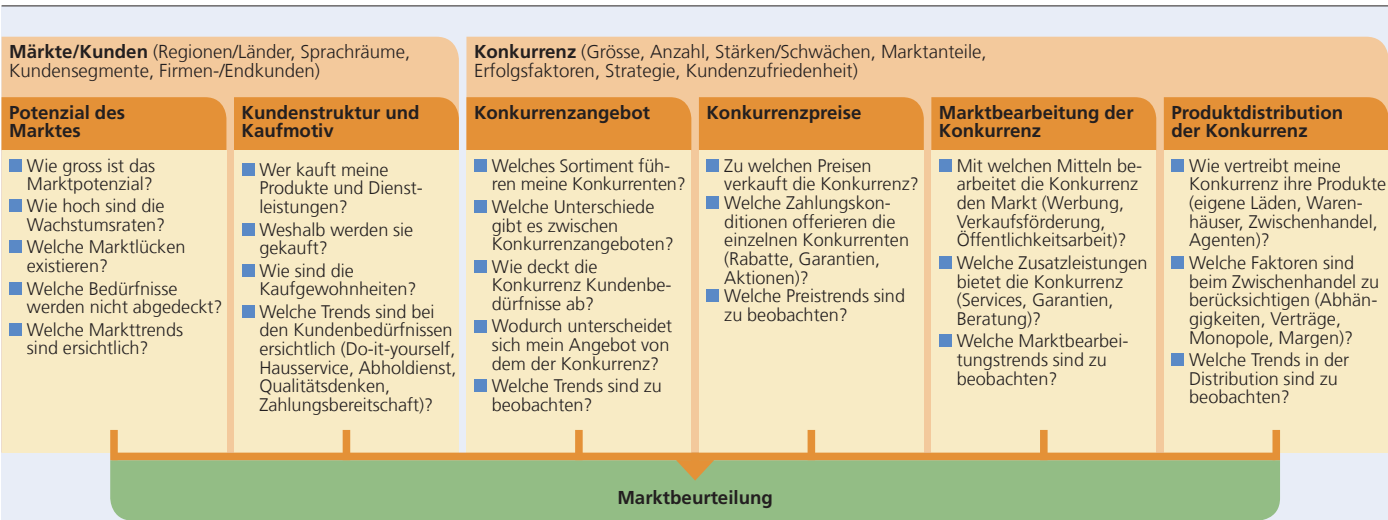 Märkte/Kunden (Regionen/Länder, Sprachräume,
Kundensegmente, Firmen-/Endkunden)
Konkurrenz (Grösse, Anzahl, Stärken/Schwächen, Marktanteile,
Erfolgsfaktoren, Strategie, Kundenzufriedenheit)
Potenzial des
Marktes
Wie gross ist das
Marktpotenzial?
Wie hoch sind die
Wachstumsraten?
Welche Marktlücken
existieren?
Welche Bedürfnisse
werden nicht abgedeckt?
Welche Markttrends
sind ersichtlich?
Kundenstruktur und
Kaufmotiv
Wer kauft meine
Produkte und Dienst-
leistungen?
Weshalb werden sie
gekauft?
Wie sind die
Kaufgewohnheiten?
Welche Trends sind bei
den Kundenbedürfnissen
ersichtlich (Do-it-yourself,
Hausservice, Abholdienst,
Qualitätsdenken,
Zahlungsbereitschaft)?
Konkurrenzangebot
Welches Sortiment füh-
ren meine Konkurrenten?
Welche Unterschiede
gibt es zwischen
Konkurrenzangeboten?
Wie deckt die
Konkurrenz Kundenbe-
dürfnisse ab?
Wodurch unterscheidet
sich mein Angebot von
dem der Konkurrenz?
Welche Trends sind zu
beobachten?
Konkurrenzpreise
Zu welchen Preisen
verkauft die Konkurrenz?
Welche Zahlungskon-
ditionen offerieren die
einzelnen Konkurrenten
(Rabatte, Garantien,
Aktionen)?
Welche Preistrends sind
zu beobachten?
Marktbearbeitung der
Konkurrenz
Mit welchen Mitteln be-
arbeitet die Konkurrenz
den Markt (Werbung,
Verkaufsförderung,
Öffentlichkeitsarbeit)?
Welche Zusatzleistungen
bietet die Konkurrenz
(Services, Garantien,
Beratung)?
Welche Marktbearbei-
tungstrends sind zu
beobachten?
Produktdistribution
der Konkurrenz
Wie vertreibt meine
Konkurrenz ihre Produkte
(eigene Läden, Waren-
häuser, Zwischenhandel,
Agenten)?
Welche Faktoren sind
beim Zwischenhandel zu
berücksichtigen (Abhän-
gigkeiten, Verträge,
Monopole, Margen)?
Welche Trends in der
Distribution sind zu
beobachten?
Marktbeurteilung